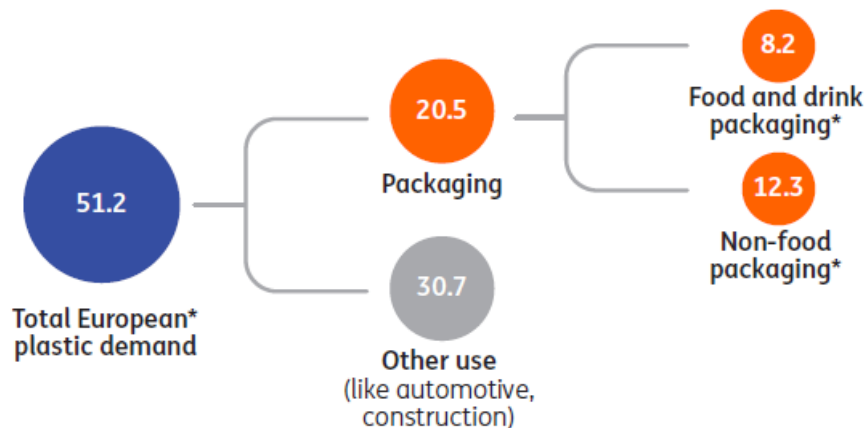 8.2
Food and drink
packaging*
20.5
Packaging
12.3
Non-food
packaging*
51.2
Total European*
plastic demand
30.7
Other use
(like automotive,
construction)